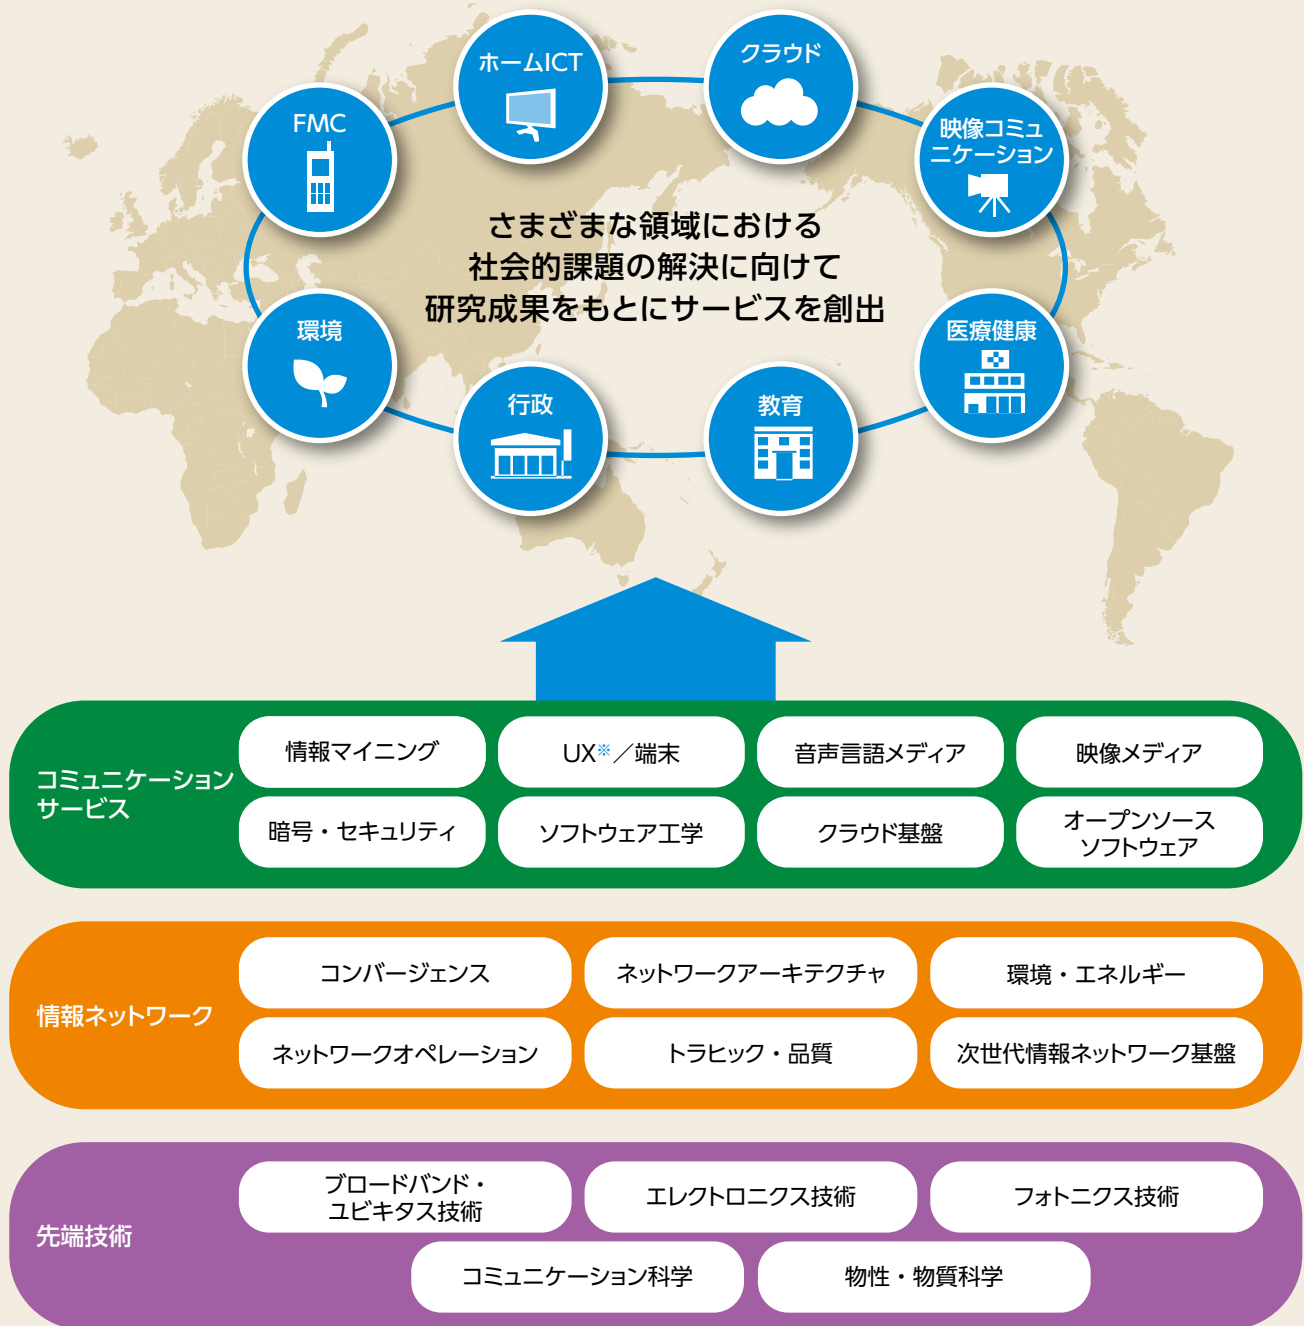 ホームICT
クラウド
FMC
映像コミュ
ニケーション
さまざまな領域における
社会的課題の解決に向けて
研究成果をもとにサービスを創出
環境
医療健康
行政
教育
コミュニケーション
サービス
情報マイニング
UX※／端末
音声言語メディア
映像メディア
暗号・セキュリティ
ソフトウェア工学
クラウド基盤
オープンソース
ソフトウェア
情報ネットワーク
コンバージェンス
ネットワークアーキテクチャ
環境・エネルギー
ネットワークオペレーション
トラヒック・品質
次世代情報ネットワーク基盤
先端技術
ブロードバンド・
ユビキタス技術
エレクトロニクス技術
フォトニクス技術
コミュニケーション科学
物性・物質科学